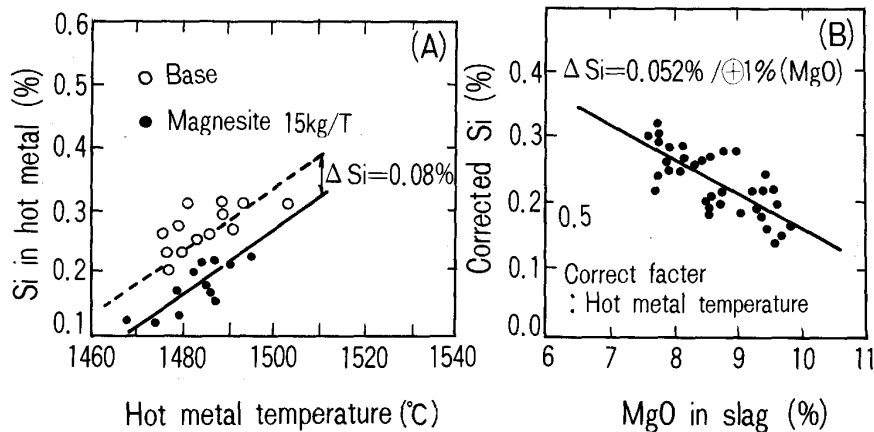 0.6
0.5
0.4
0.3
0.2
0.1
Si in hot metal (%)
(A)
Base
Magnesite 15kg/T
Δ Si=0.08%
1460 1480 1500 1520 1540
Hot metal temperature (℃)
(B)
0.4
0.3
0.2
0.1
0.0
Corrected Si (%)
Δ Si=0.052% /⊕1% (MgO)
0.5
Correct facter
: Hot metal temperature
6 7 8 9 10 11
MgO in slag (%)